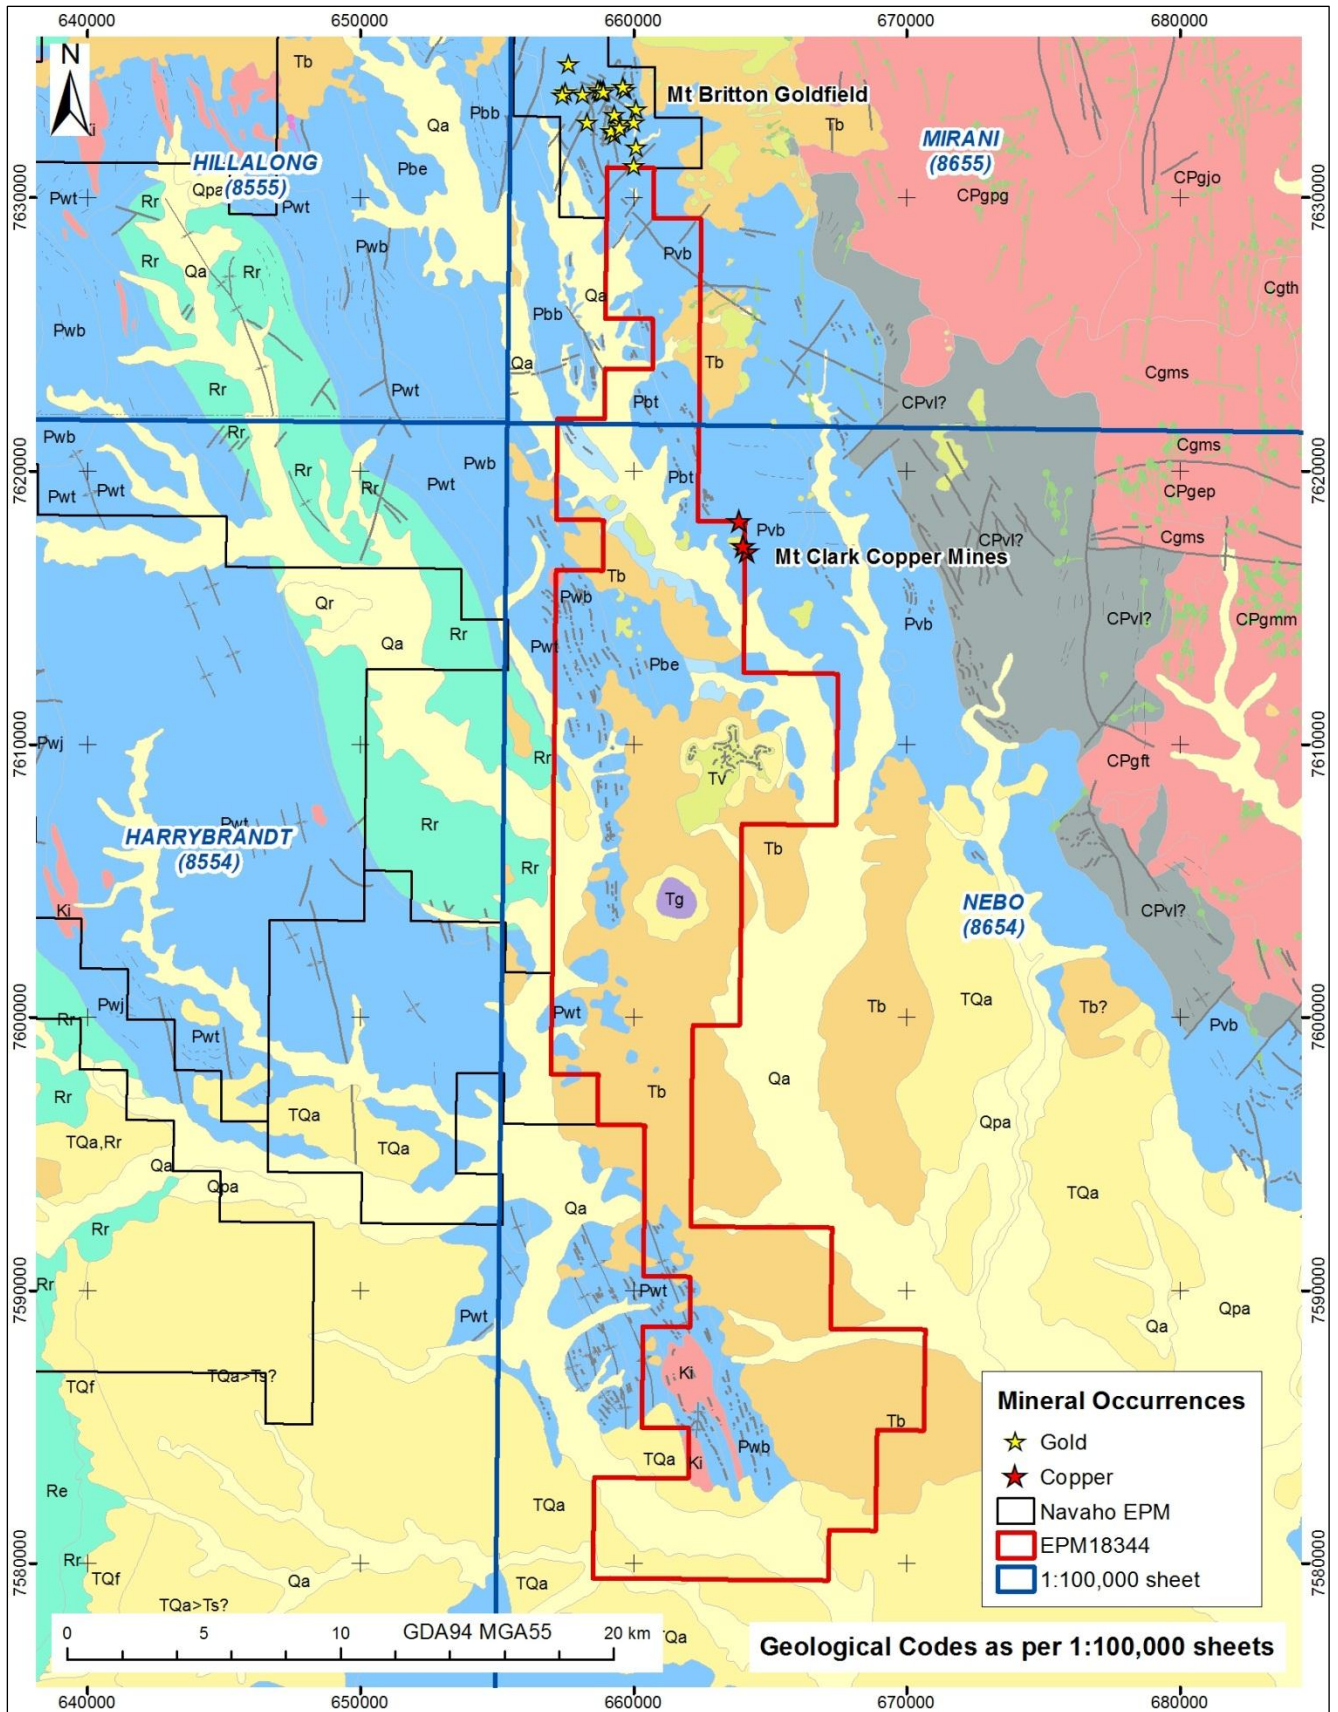 640000 650000 660000 670000 680000
N
Tb
Mt Britton Goldfield
Pbb
Qa
Tb
MIRANI
(8655)
Ki
HILLALONG
(8555)
Pbe
CPgjo
CPgpg
Qpa
Pwt
Rr
Pwt
7630000
7630000
Pwb
Pvb
Rr
Qa
Rr
Qa
Cgth
Pwb
Pbb
Qa
Tb
Cgms
Rr
Pwt
Pbt
CPvl?
Pwb
Rr
Pwb
Cgms
7620000
7620000
Rr
Pwt
Pwt
Rr
Pwt
Pbt
CPgep
Pvb
CPvl?
Cgms
Mt Clark Copper Mines
Tb
Qr
Pwb
Rr
Pwt
Pvb
CPvl?
CPgmm
Qa
Pbe
Pwj
7610000
7610000
Rr
CPgft
Tv
Rr
Pwt
HARRYBRANDT
(8554)
Tb
Rr
Tg
NEBO
(8654)
Ki
CPvl?
Pwj
7600000
7600000
Rr
Pwt
Pwt
Tb
TQa
Tb?
Pvb
Rr
TQa
Tb
Qa
Qpa
TQa,Rr
TQa
Qa
Qpa
Qa
TQa
Rr
Rr
7590000
7590000
Pwt
Pwt
Qpa
Qa
TQf
TQa>Ts?
Ki
Tb
Pwb
TQa
Ki
Re
TQa
Rr
7580000
7580000
TQf
Qa
TQa
TQa>Ts?
TQa
Mineral Occurrences
Gold
Copper
Navaho EPM
EPM18344
1:100,000 sheet
0 5 10 20 km
GDA94 MGA55
Geological Codes as per 1:100,000 sheets
640000 650000 660000 670000 680000